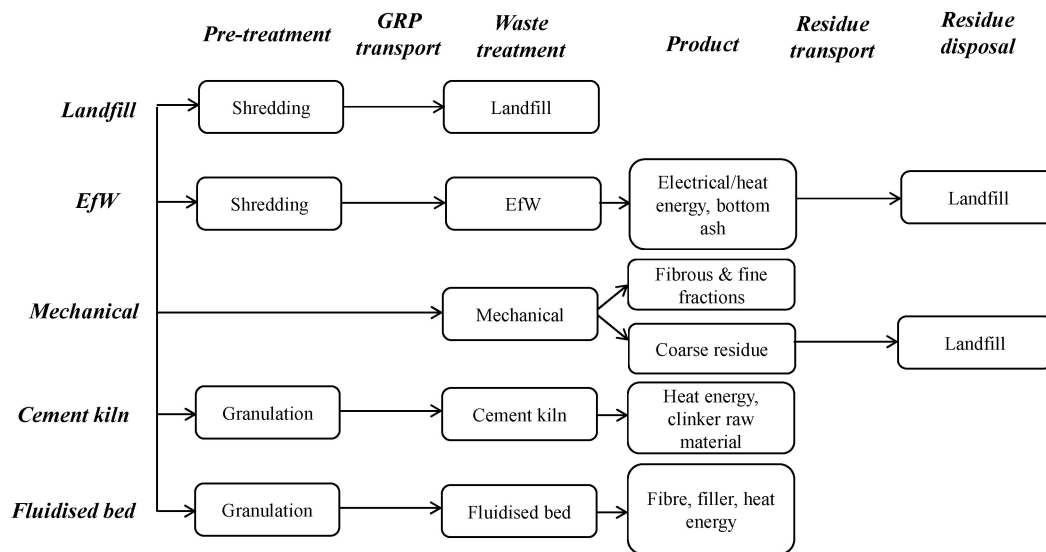 Pre-treatment
GRP
transport
Waste
treatment
Product
Residue
transport
Residue
disposal
Landfill
Shredding
Landfill
EfW
Shredding
EfW
Electrical/heat
energy, bottom
ash
Landfill
Mechanical
Mechanical
Fibrous & fine
fractions
Coarse residue
Landfill
Cement kiln
Granulation
Cement kiln
Heat energy,
clinker raw
material
Fluidised bed
Granulation
Fluidised bed
Fibre, filler, heat
energy